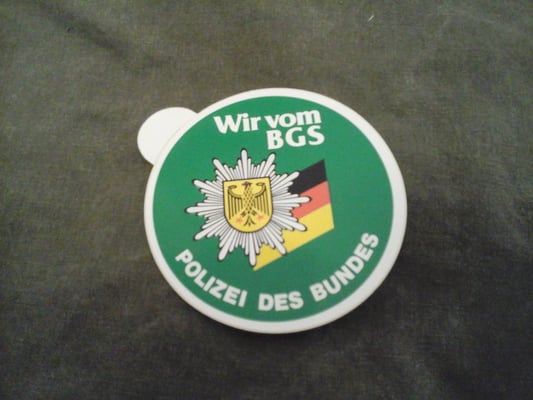 Wir vom
BGS
POLIZEI DES BUNDES